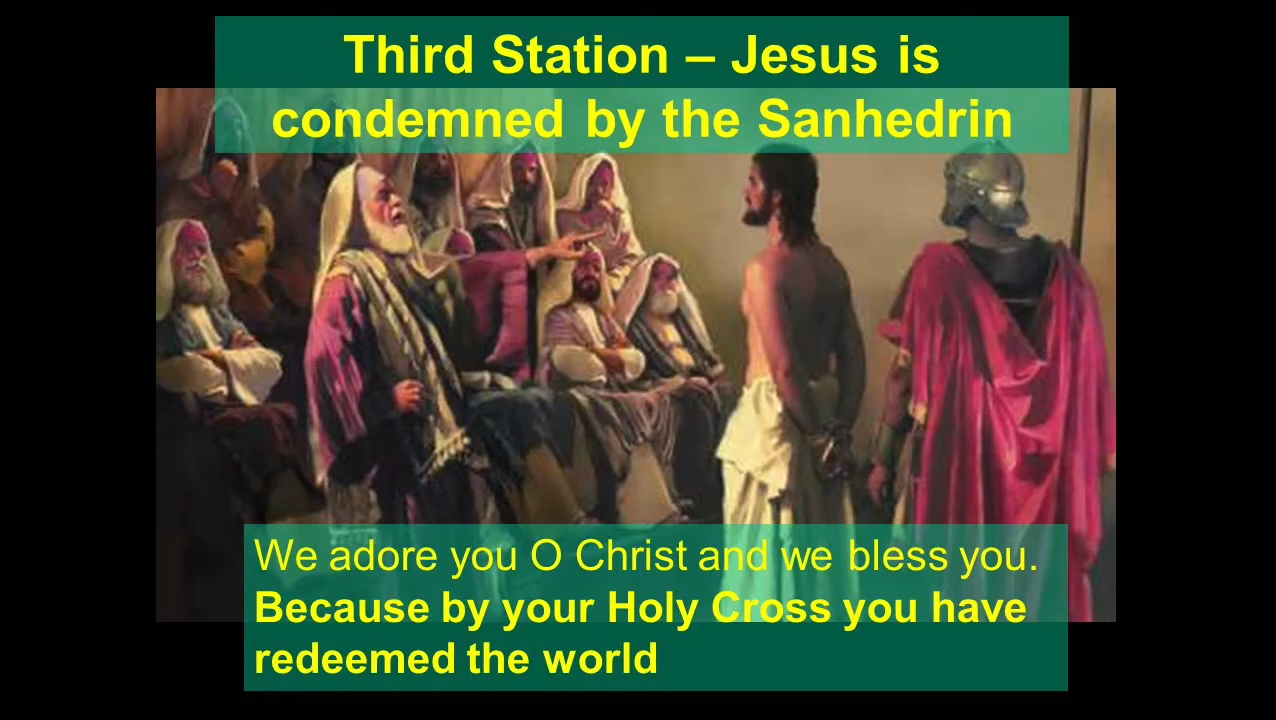 Third Station – Jesus is
condemned by the Sanhedrin
We adore you O Christ and we bless you.
Because by your Holy Cross you have
redeemed the world